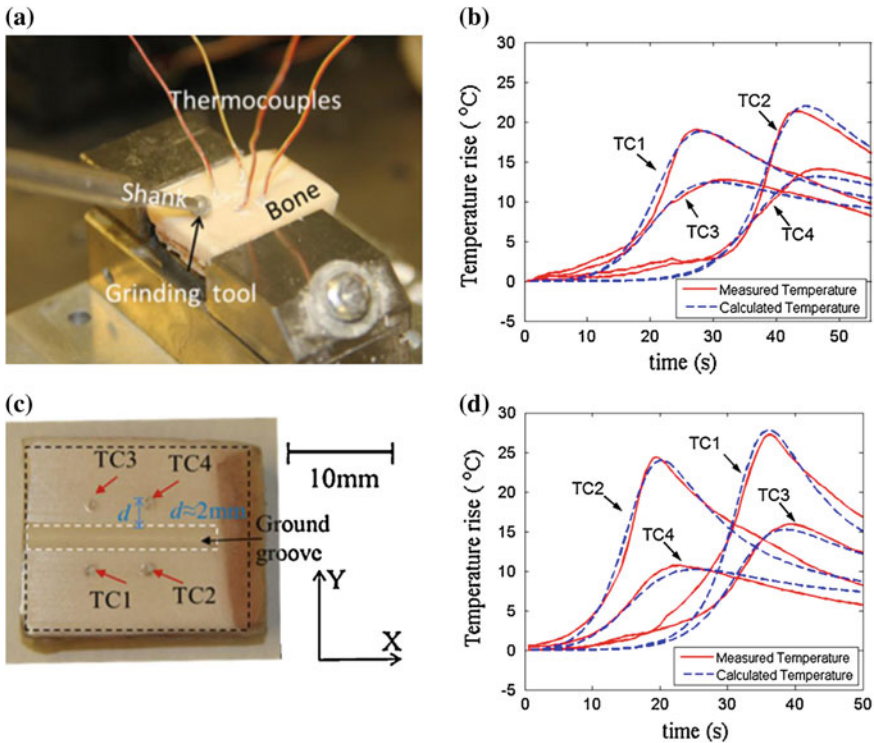 (a)
Thermocouples
Shank
Bone
Grinding tool
(b)
Temperature rise ( °C)
30
25
20
15
10
5
0
-5
0 10 20 30 40 50
time (s)
TC1
TC2
TC3
TC4
Measured Temperature
Calculated Temperature
(c)
TC3
TC4
d
d≈2mm
Ground
groove
TC1
TC2
10mm
Y
X
(d)
Temperature rise ( °C)
30
25
20
15
10
5
0
-5
0 10 20 30 40 50
time (s)
TC2
TC1
TC4
TC3
Measured Temperature
Calculated Temperature